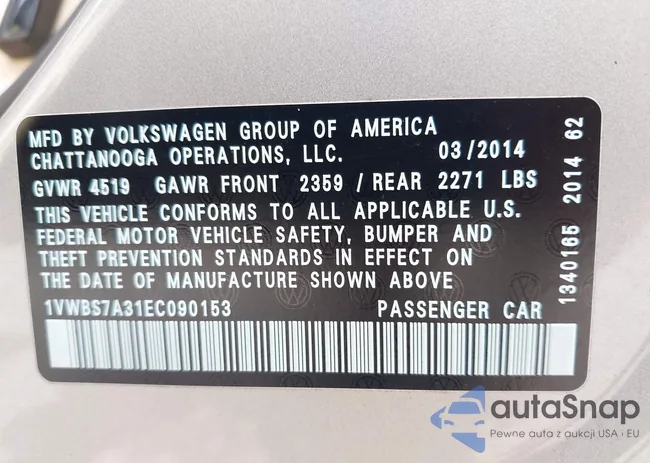 MFD BY VOLKSWAGEN GROUP OF AMERICA
CHATTANOOGA OPERATIONS, LLC. 03/2014
GVWR 4519 GAWR FRONT 2359 / REAR 2271 LBS
THIS VEHICLE CONFORMS TO ALL APPLICABLE U.S.
FEDERAL MOTOR VEHICLE SAFETY, BUMPER AND
THEFT PREVENTION STANDARDS IN EFFECT ON
THE DATE OF MANUFACTURE SHOWN ABOVE
1VWBS7A31EC090153 PASSENGER CAR
1340165 2014 62
autaSnap
Pewne auta z aukcji USA i EU